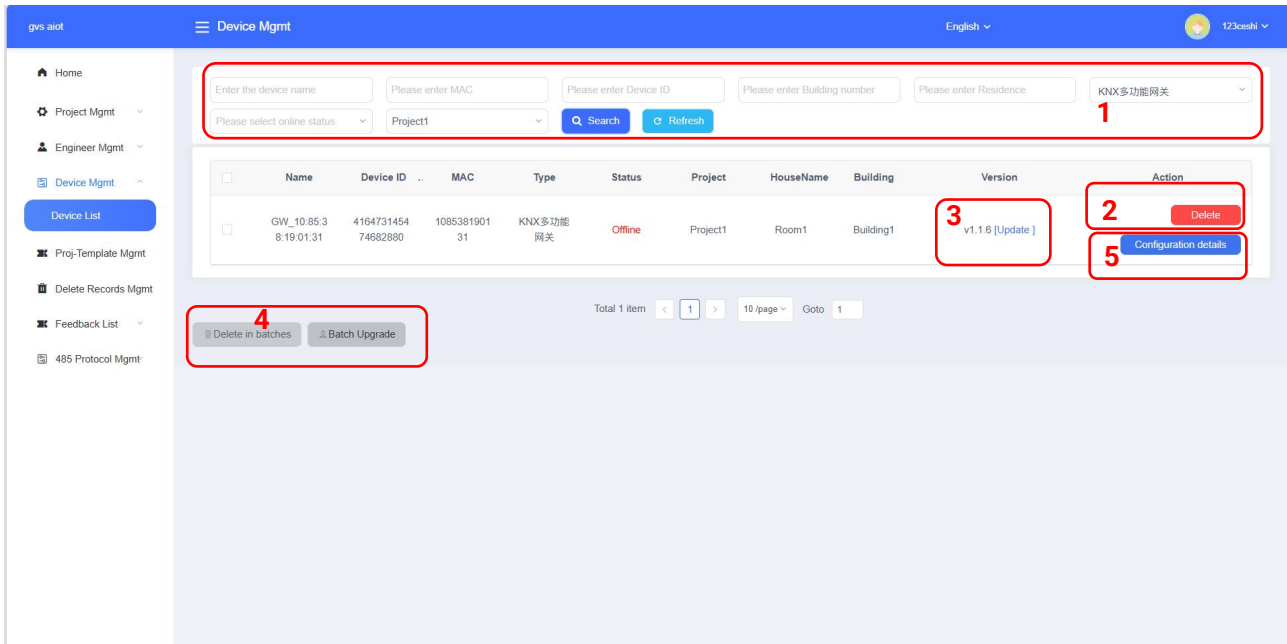 gvs aiot
Device Mgmt
English
123ceshi
Home
Project Mgmt
Engineer Mgmt
Device Mgmt
Device List
Proj-Template Mgmt
Delete Records Mgmt
Feedback List
485 Protocol Mgmt
Enter the device name
Please enter MAC
Please enter Device ID
Please enter Building number
Please enter Residence
KNX多功能网关
1
Please select online status
Project1
Search
Refresh
Name Device ID .. MAC Type Status Project HouseName Building Version Action
GW_10:85:3
8:19:01:31
4164731454
74682880
1085381901
31
KNX多功能
网关
Offline
Project1
Room1
Building1
3
v1.1.6 [Update ]
2
Delete
5
Configuration details
Total 1 item < 1 > 10 /page Goto 1
4
Delete in batches
Batch Upgrade